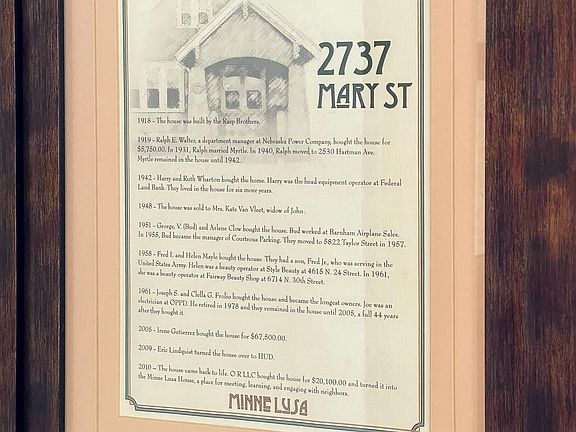 2737
MARY ST
1918 - The house was built by the Rasp Brothers.
1919 - Ralph E. Walter, a department manager at Nebraska Power Company, bought the house for
$5,750.00. In 1931, Ralph married Myrtle. In 1940, Ralph moved to 2530 Hartman Ave.
Myrtle remained in the house until 1942.
1942 - Harry and Ruth Wharton bought the house. Harry was the head equipment operator at Federal
Land Bank. They lived in the house for six more years.
1948 - The house was sold to Mrs. Kate Van Vleet, widow of John.
1951 - George, V. (Bud) and Arlene Clow bought the house. Bud worked at Barnham Airplane Sales.
In 1955, Bud became the manager of Courteous Parking. They moved to 5822 Taylor Street in 1957.
1958 - Fred I. and Helen Mayle bought the house. They had a son, Fred Jr., who was serving in the
United States Army. Helen was a beauty operator at Style Beauty at 4615 N. 24 Street. In 1961,
she was a beauty operator at Fairway Beauty Shop at 6714 N. 30th Street.
1961 - Joseph S. and Clella G. Frolio bought the house and became the longest owners. Joe was an
electrician at OPPD. He retired in 1978 and they remained in the house until 2005, a full 44 years
after they bought it.
2005 - Irene Gutierrez bought the house for $67,500.00.
2009 - Eric Lindquist turned the house over to HUD.
2010 - The house came back to life. O R LLC bought the house for $20,100.00 and turned it into
the Minne Lusa House, a place for meeting, learning, and engaging with neighbors.
MINNE LUSA